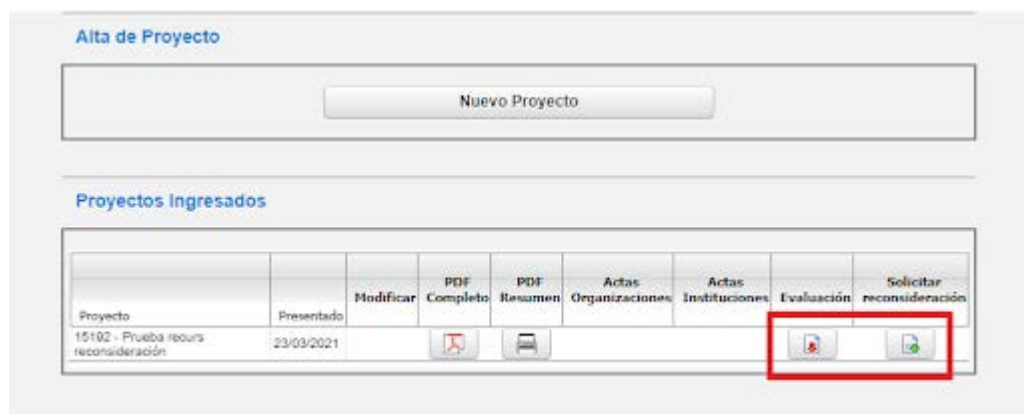 Alta de Proyecto
Nuevo Proyecto
Proyectos Ingresados
Proyecto
Presentado
Modificar
PDF
Completo
PDF
Resumen
Actas
Organizaciones
Actas
Instituciones
Evaluación
Solicitar
reconsideración
15192 - Prueba recurs
reconsideración
23/03/2021